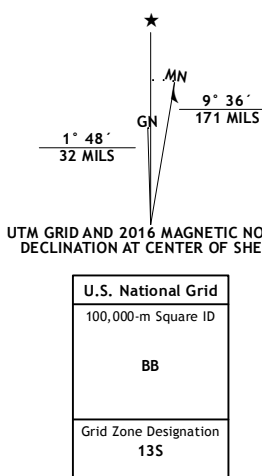 ★
MN
GN
1° 48´
32 MILS
9° 36´
171 MILS
UTM GRID AND 2016 MAGNETIC NO
DECLINATION AT CENTER OF SHE
U.S. National Grid
100,000-m Square ID
BB
Grid Zone Designation
13S